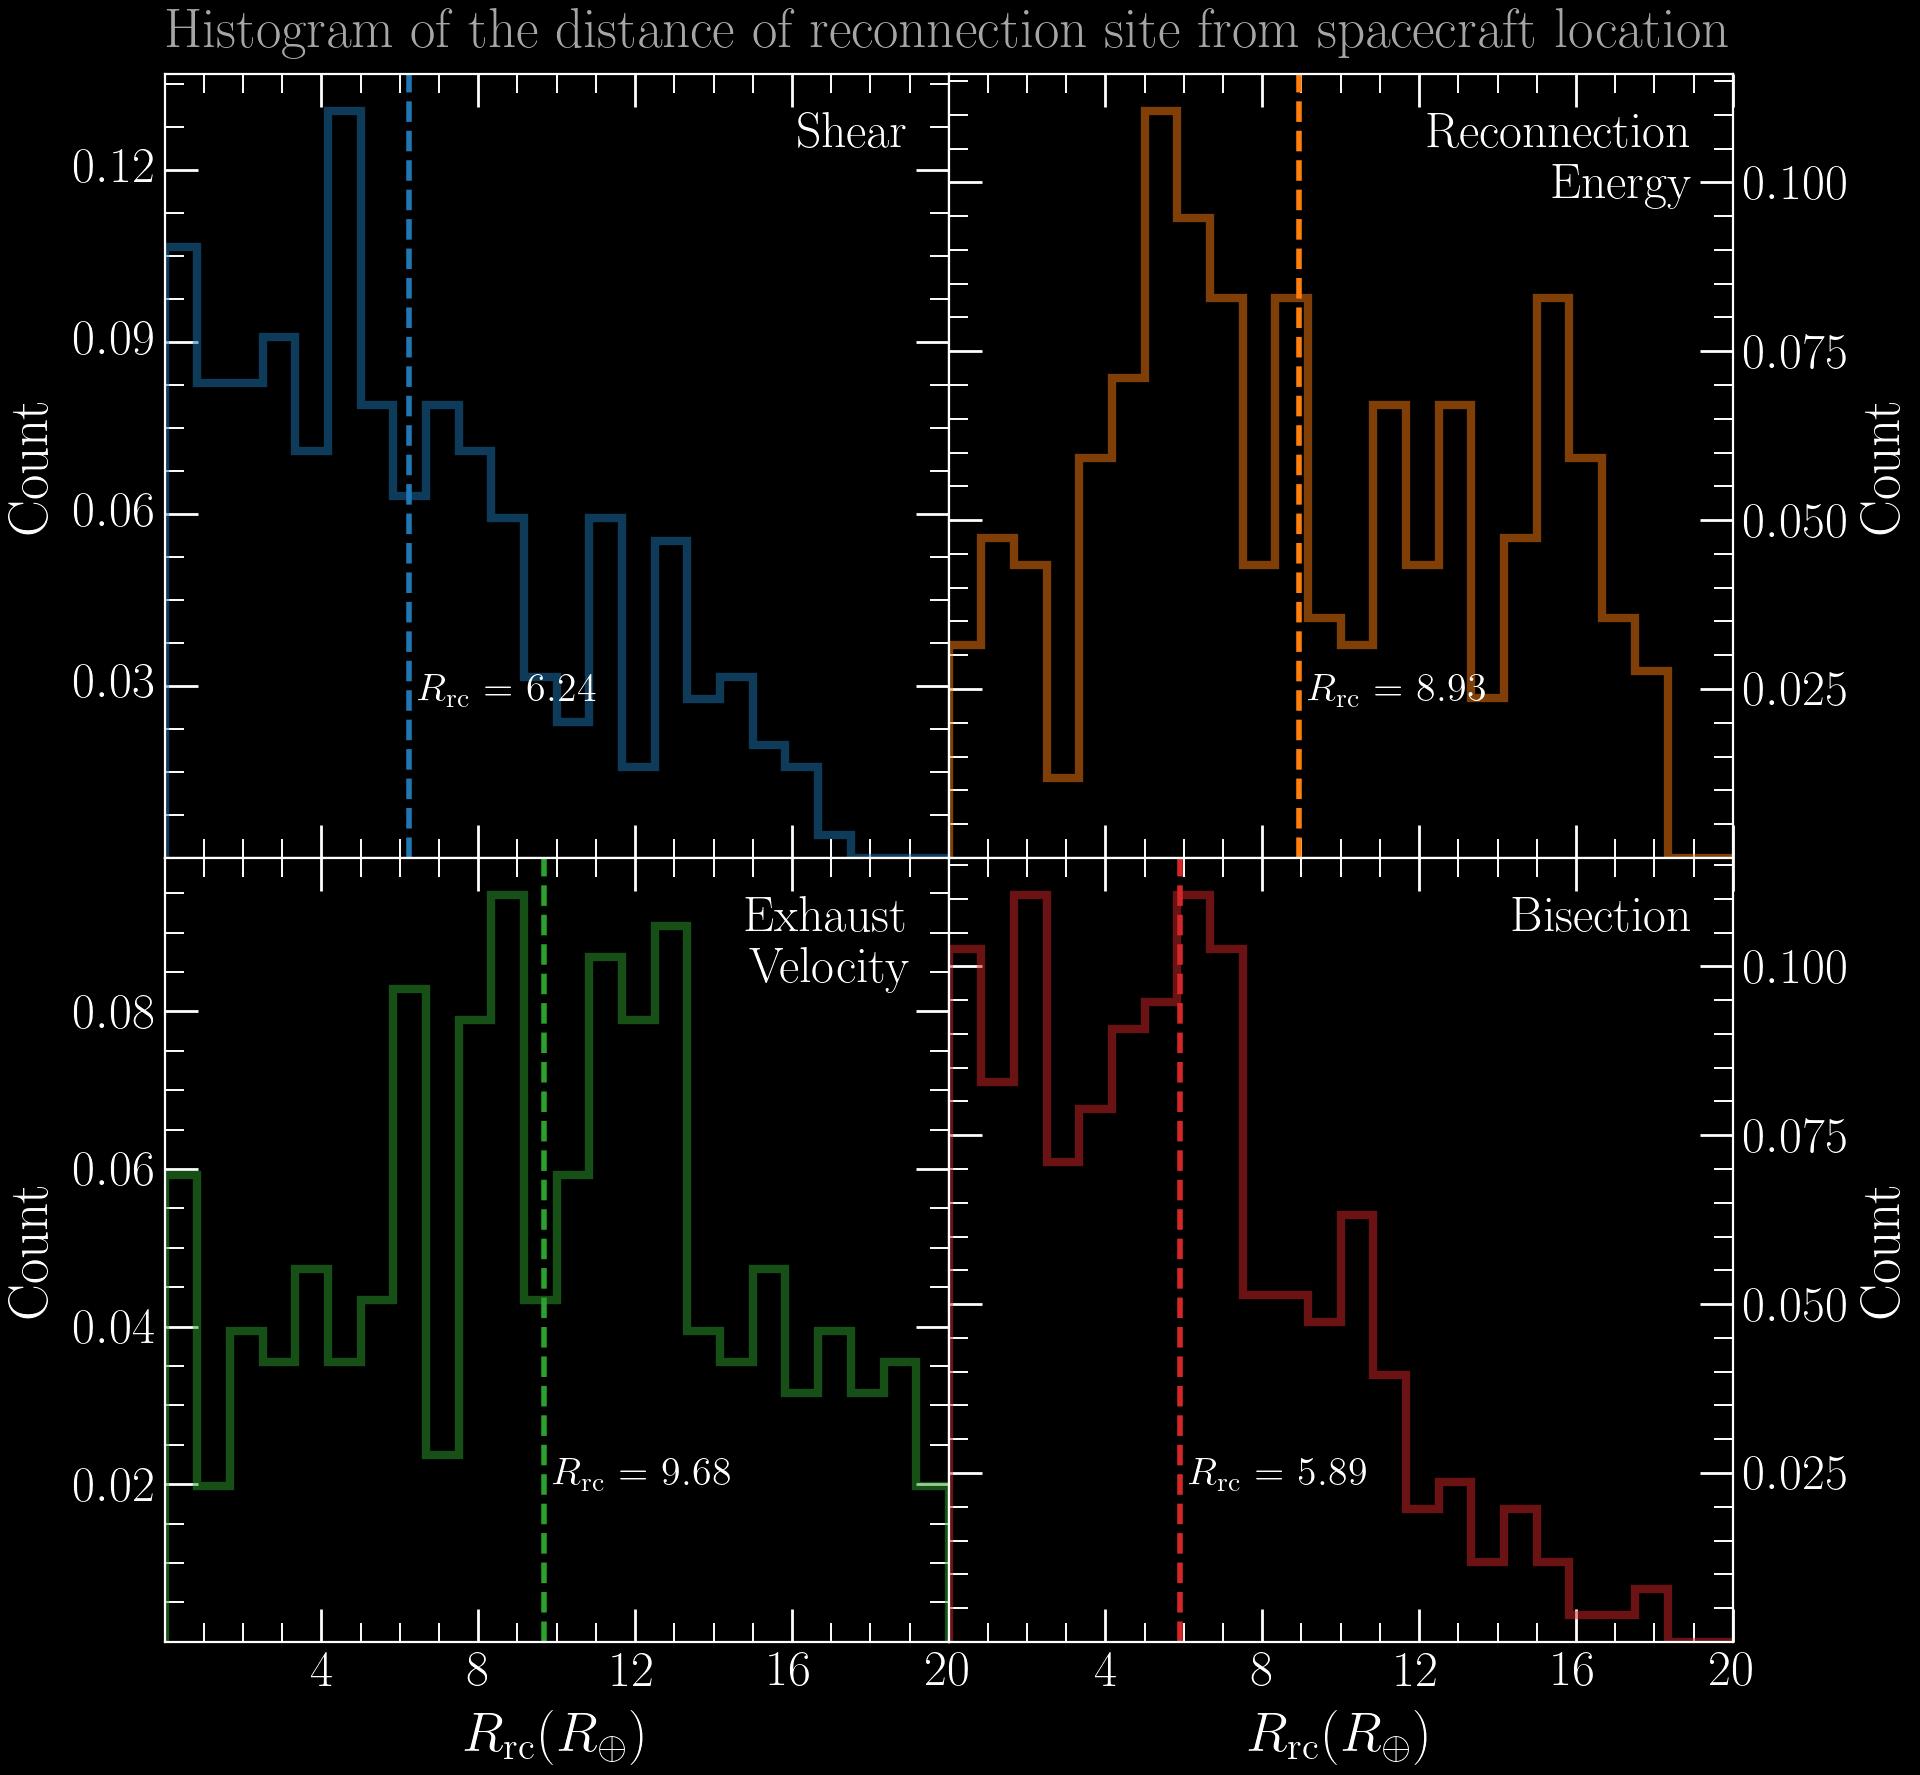 Histogram of the distance of reconnection site from spacecraft location
Shear
0.12
0.09
0.06
0.03
Count
R_rc = 6.24
Reconnection
Energy
0.100
0.075
0.050
0.025
Count
R_rc = 8.93
Exhaust
Velocity
0.08
0.06
0.04
0.02
Count
R_rc = 9.68
4 8 12 16 20
R_rc(R_⊕)
Bisection
0.100
0.075
0.050
0.025
Count
R_rc = 5.89
4 8 12 16 20
R_rc(R_⊕)